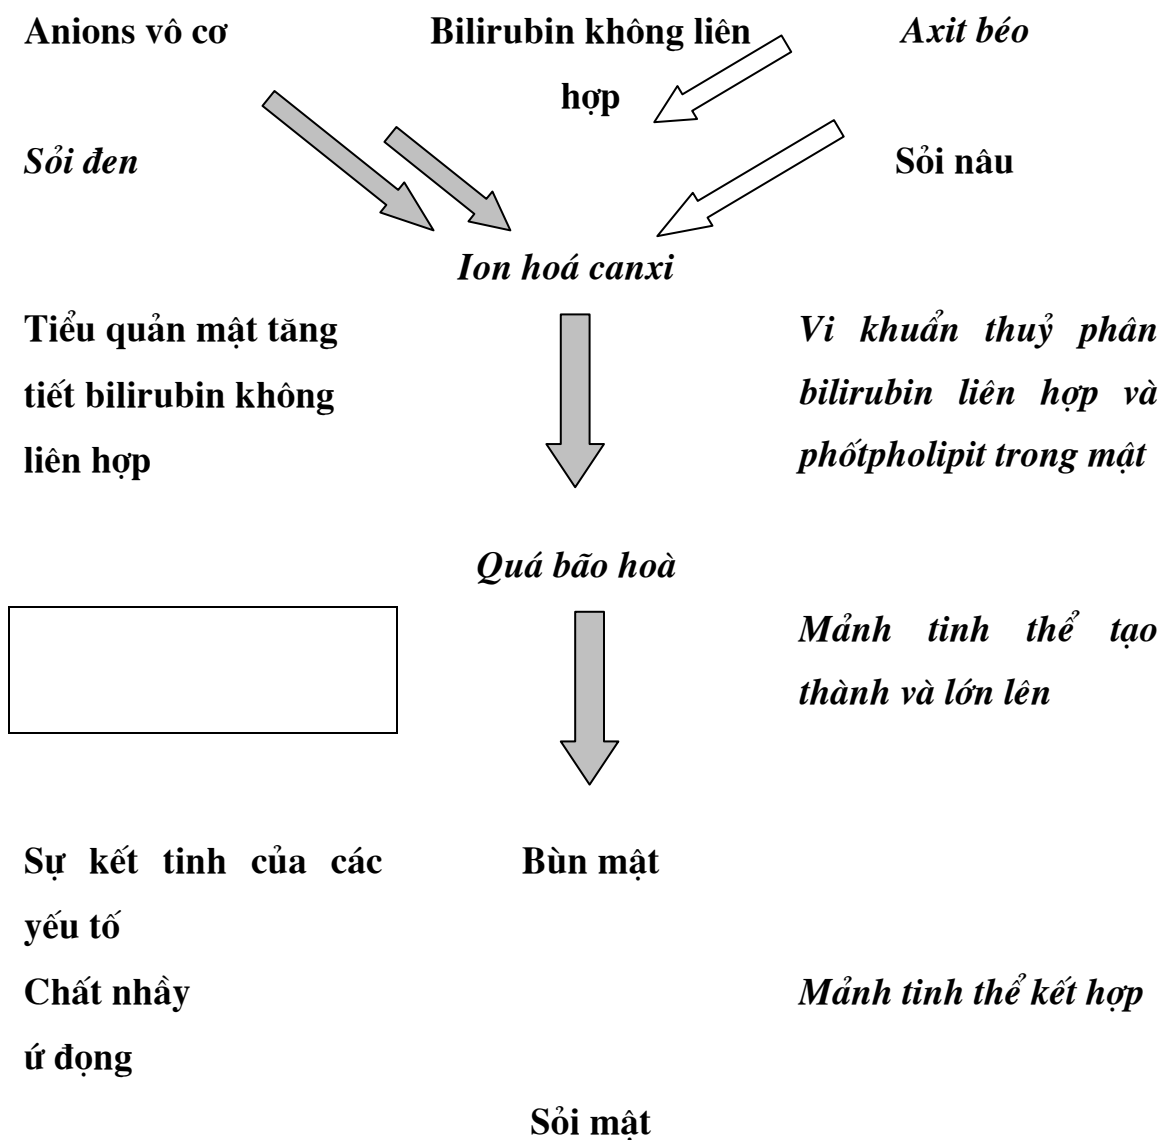 Anions vô cơ
Bilirubin không liên
hợp
Axit béo
Sỏi đen
Sỏi nâu
Ion hoá canxi
Tiểu quản mật tăng
tiết bilirubin không
liên hợp
Vi khuẩn thuỷ phân
bilirubin liên hợp và
phốtpholipit trong mật
Quá bão hoà
Mảnh tinh thể tạo
thành và lớn lên
Sự kết tinh của các
yếu tố
Chất nhầy
ứ đọng
Bùn mật
Mảnh tinh thể kết hợp
Sỏi mật